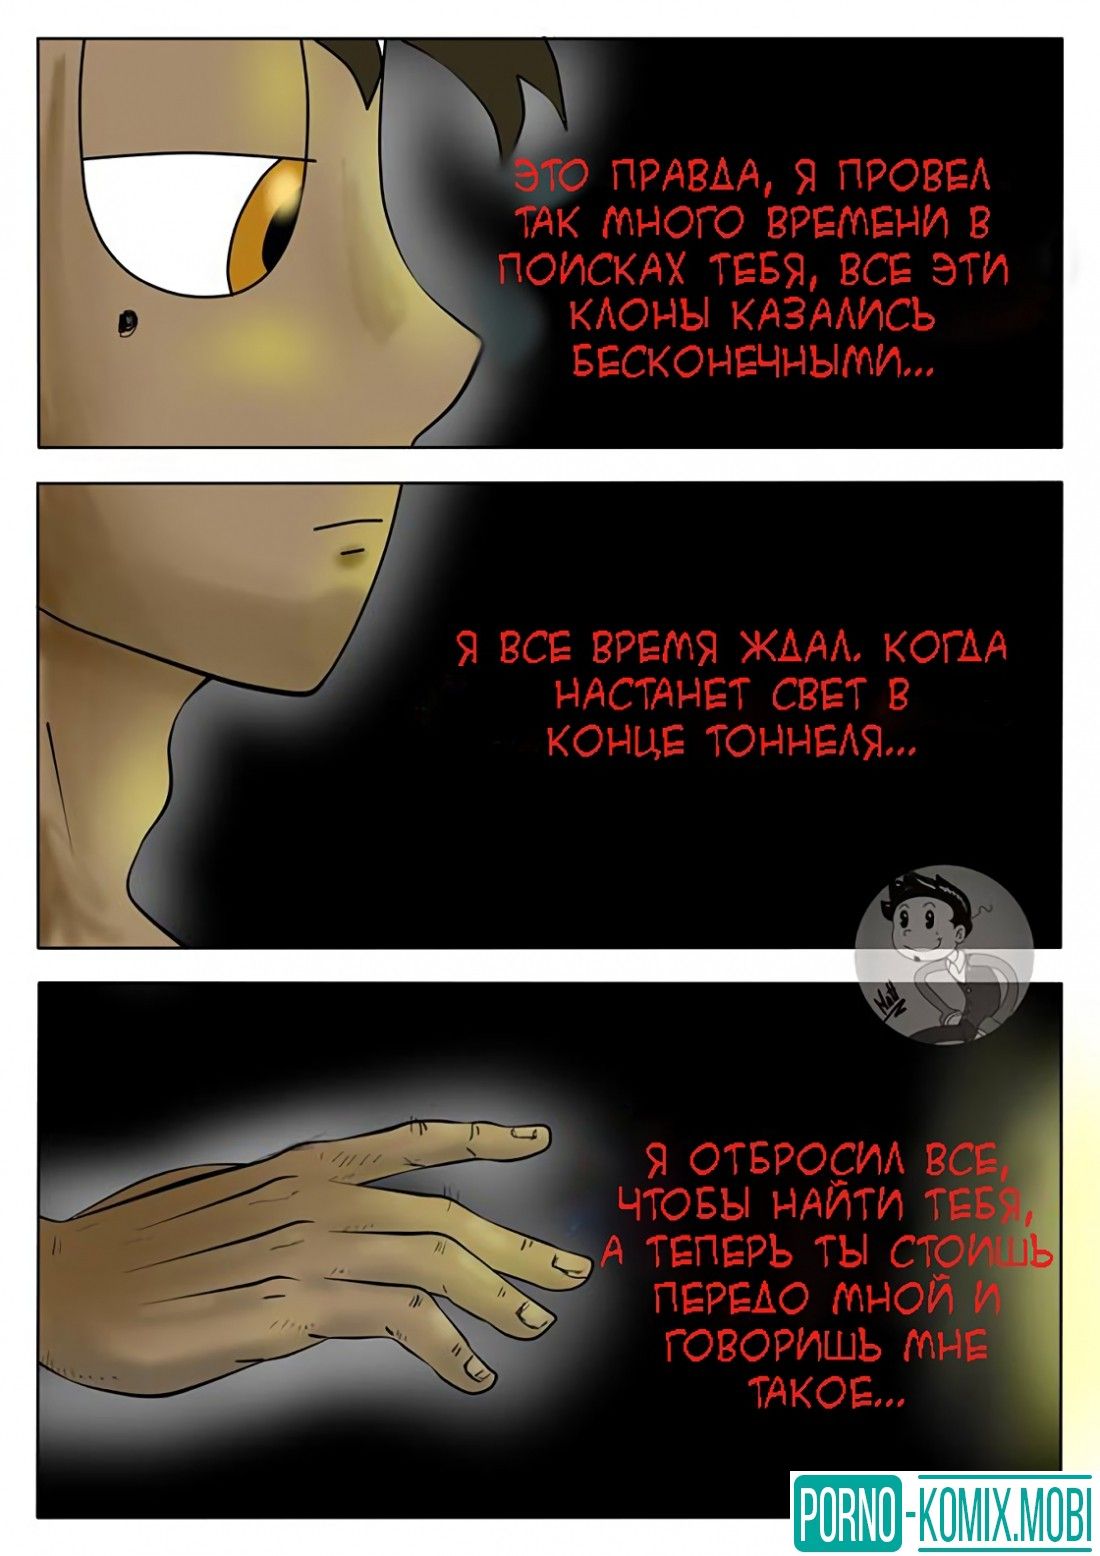 ЭТО ПРАВДА, Я ПРОВЕЛ
ТАК МНОГО ВРЕМЕНИ В
ПОИСКАХ ТЕБЯ, ВСЕ ЭТИ
КЛОНЫ КАЗАЛИСЬ
БЕСКОНЕЧНЫМИ...
Я ВСЕ ВРЕМЯ ЖДАЛ. КОГДА
НАСТАНЕТ СВЕТ В
КОНЦЕ ТОННЕЛЯ...
Я ОТБРОСИЛ ВСЕ,
ЧТОБЫ НАЙТИ ТЕБЯ,
А ТЕПЕРЬ ТЫ СТОИШЬ
ПЕРЕДО МНОЙ И
ГОВОРИШЬ МНЕ
ТАКОЕ...
PORNO-KOMIX.MOBI